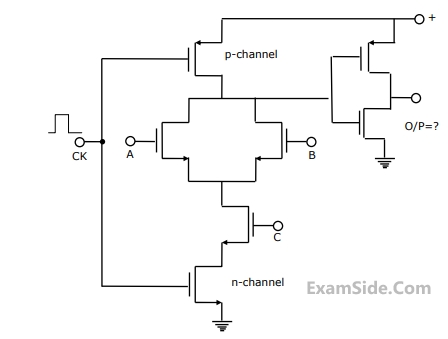 +
p-channel
O/P=?
CK
A
B
C
n-channel
ExamSide.Com